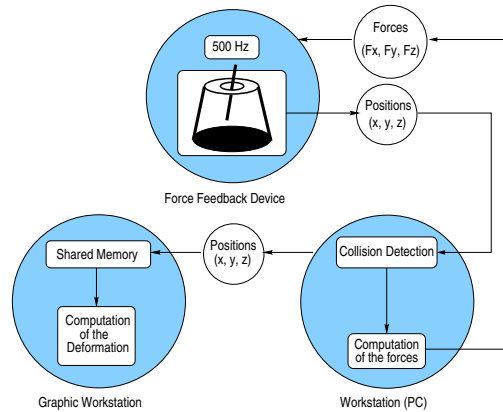 500 Hz
Forces
(Fx, Fy, Fz)
Positions
(x, y, z)
Force Feedback Device
Shared Memory
Positions
(x, y, z)
Collision Detection
Computation
of the
Deformation
Computation
of the forces
Graphic Workstation
Workstation (PC)